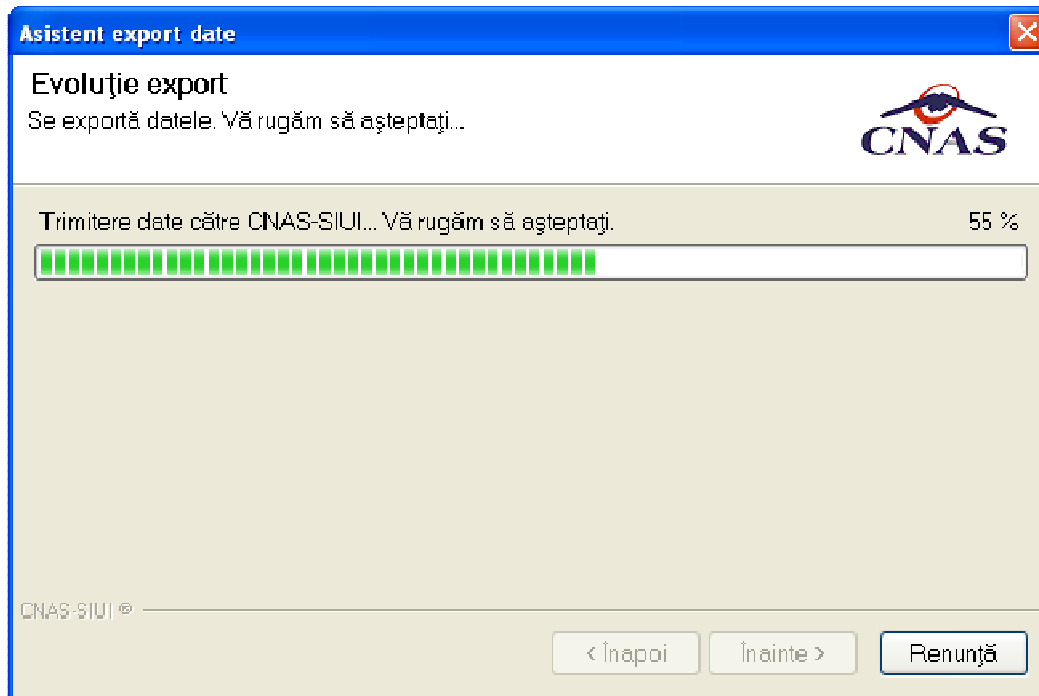 Asistent export date
Evoluţie export
Se exportă datele. Vă rugăm să aşteptaţi...
CNAS
Trimitere date către CNAS-SIUI... Vă rugăm să aşteptaţi. 55 %
CNAS-SIUI ®
< Înapoi Înainte > Renunţă